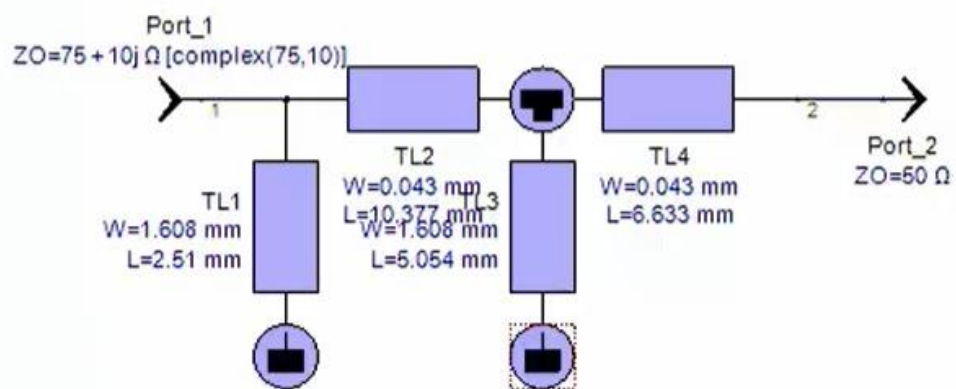 Port_1
ZO=75+10j Ω [complex(75,10)]
1
2
Port_2
ZO=50 Ω
TL2
W=0.043 mm
L=10.377 mm
TL4
W=0.043 mm
L=6.633 mm
TL1
W=1.608 mm
L=2.51 mm
TL3
W=1.608 mm
L=5.054 mm